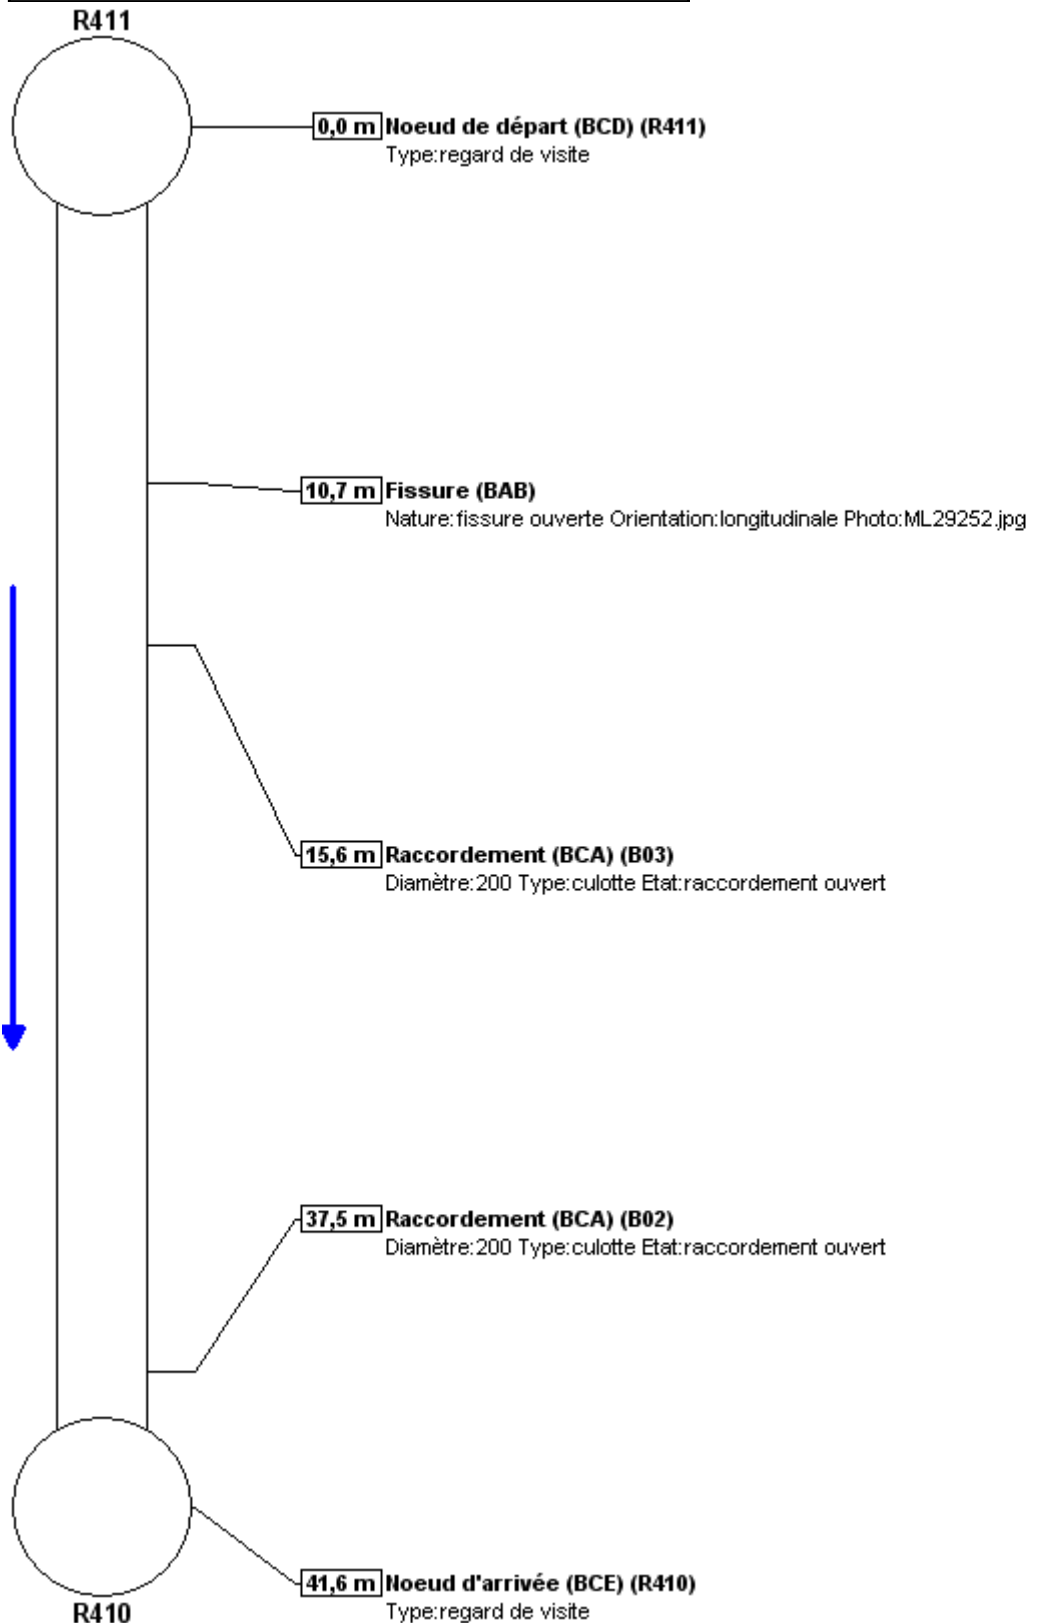 R411
0,0 m Noeud de départ (BCD) (R411)
Type:regard de visite
10,7 m Fissure (BAB)
Nature:fissure ouverte Orientation:longitudinale Photo:ML29252.jpg
15,6 m Raccordement (BCA) (B03)
Diamètre:200 Type:culotte Etat:raccordement ouvert
37,5 m Raccordement (BCA) (B02)
Diamètre:200 Type:culotte Etat:raccordement ouvert
41,6 m Noeud d'arrivée (BCE) (R410)
Type:regard de visite
R410